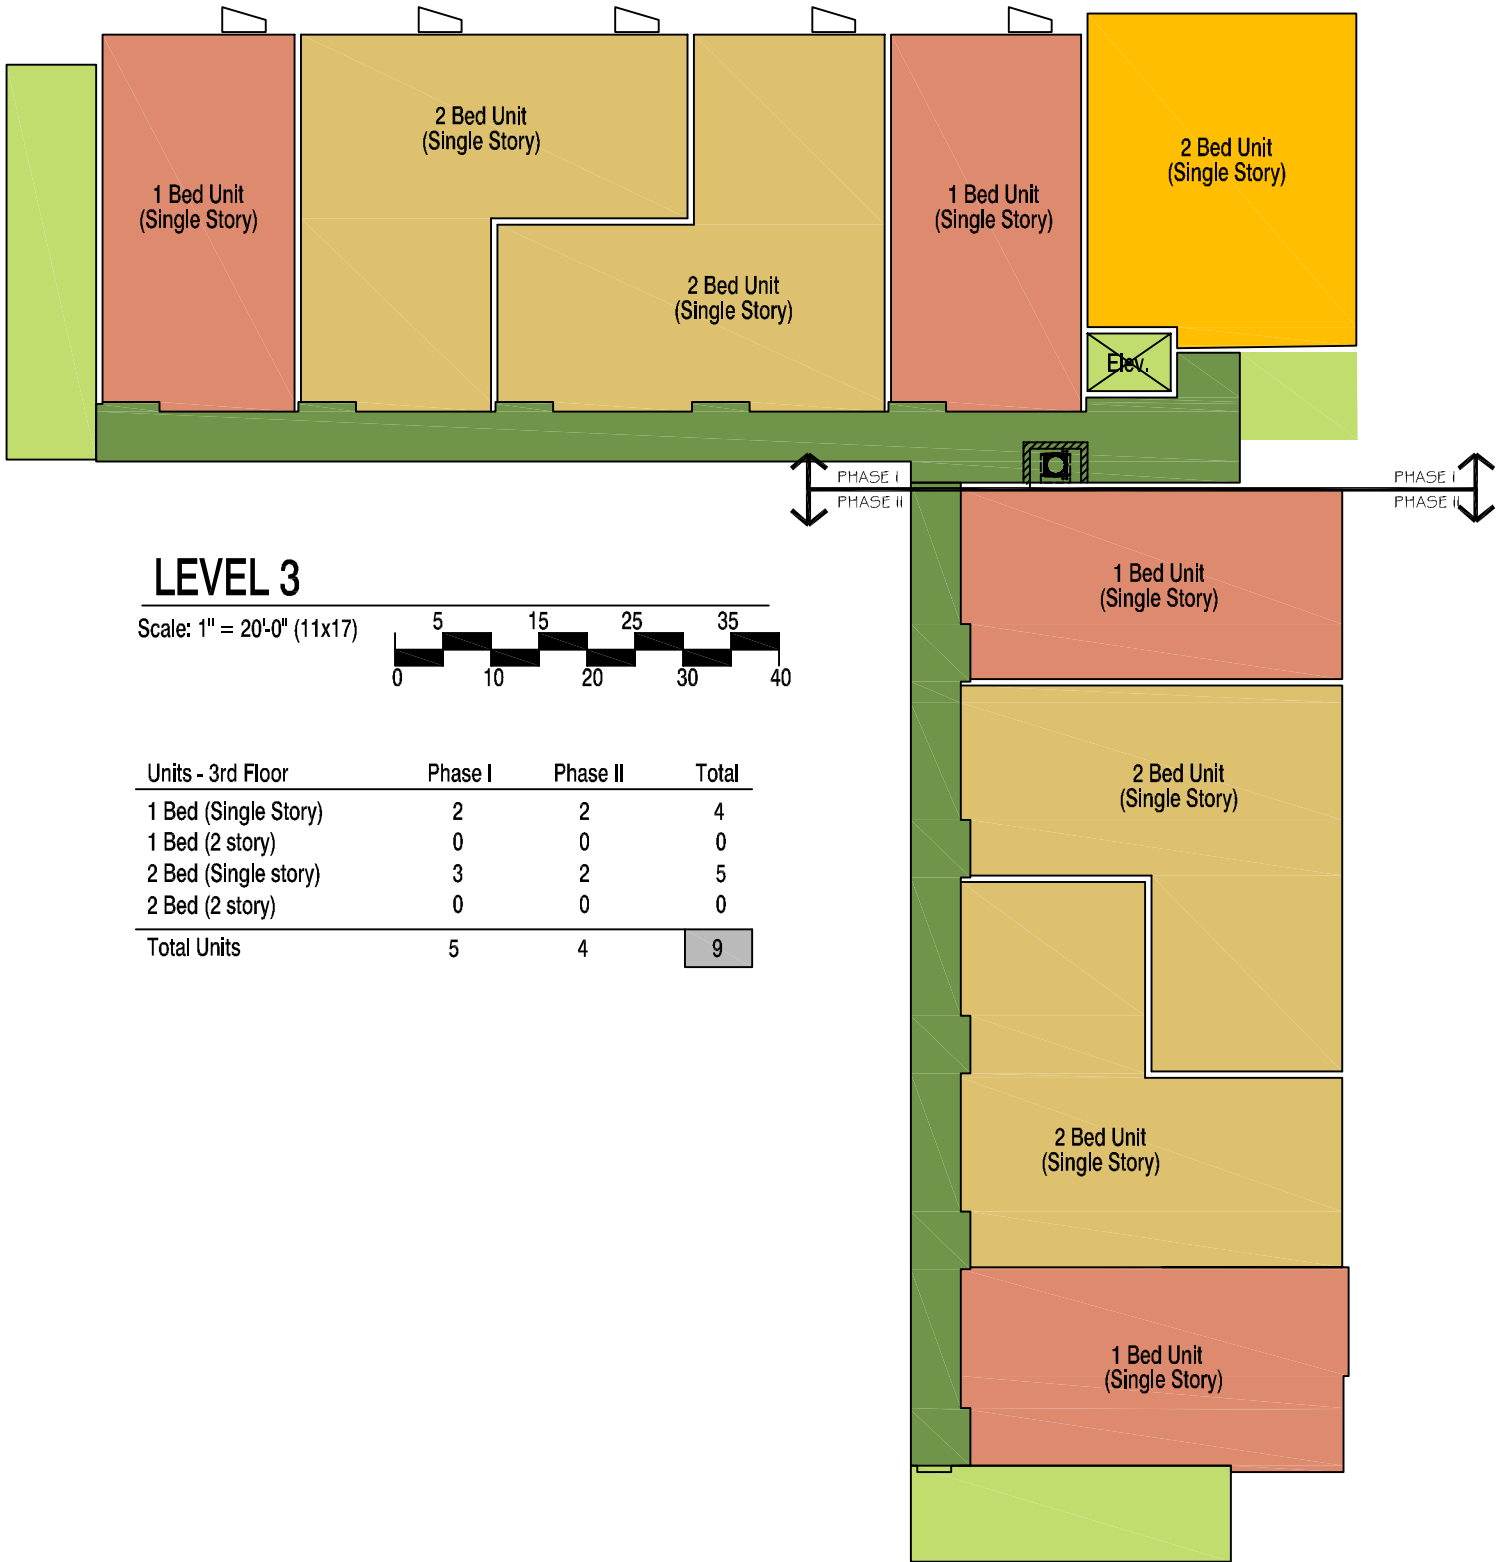 2 Bed Unit
(Single Story)
2 Bed Unit
(Single Story)
1 Bed Unit
(Single Story)
1 Bed Unit
(Single Story)
2 Bed Unit
(Single Story)
Elev.
PHASE I
PHASE II
PHASE I
PHASE II
LEVEL 3
Scale: 1" = 20'-0" (11x17)
5 15 25 35
0 10 20 30 40
1 Bed Unit
(Single Story)
Units - 3rd Floor Phase I Phase II Total
1 Bed (Single Story) 2 2 4
1 Bed (2 story) 0 0 0
2 Bed (Single story) 3 2 5
2 Bed (2 story) 0 0 0
Total Units 5 4 9
2 Bed Unit
(Single Story)
2 Bed Unit
(Single Story)
1 Bed Unit
(Single Story)